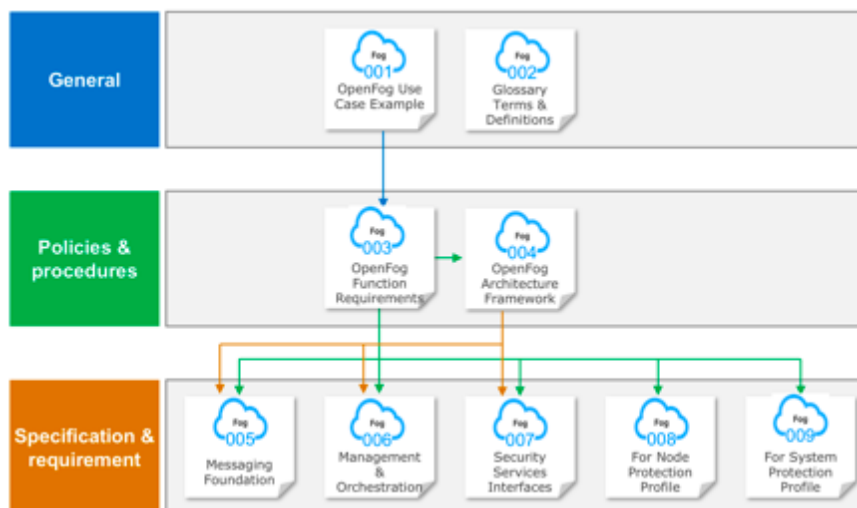 General
Fog
001
OpenFog Use
Case Example
Fog
002
Glossary
Terms &
Definitions
Policies &
procedures
Fog
003
OpenFog
Function
Requirements
Fog
004
OpenFog
Architecture
Framework
Specification &
requirement
Fog
005
Messaging
Foundation
Fog
006
Management
&
Orchestration
Fog
007
Security
Services
Interfaces
Fog
008
For Node
Protection
Profile
Fog
009
For System
Protection
Profile